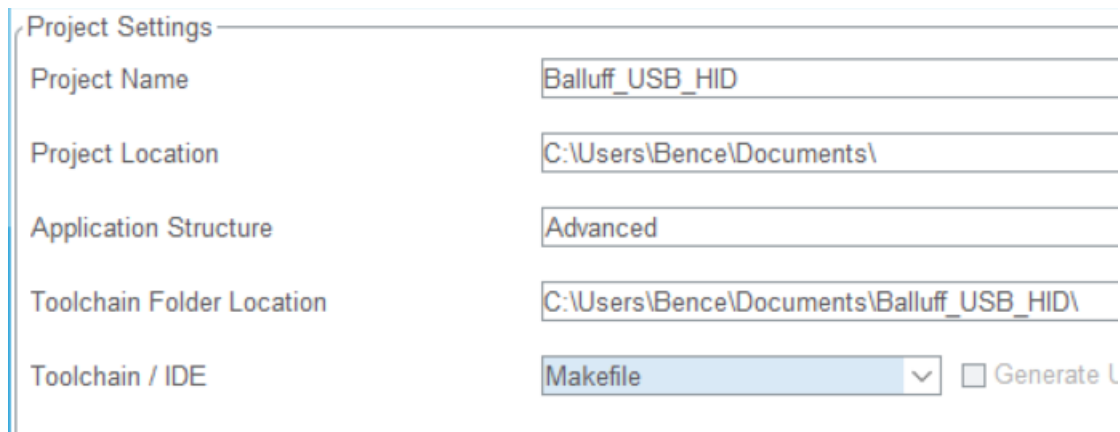 Project Settings
Project Name Balluff_USB_HID
Project Location C:\Users\Bence\Documents\
Application Structure Advanced
Toolchain Folder Location C:\Users\Bence\Documents\Balluff_USB_HID\
Toolchain / IDE Makefile Generate